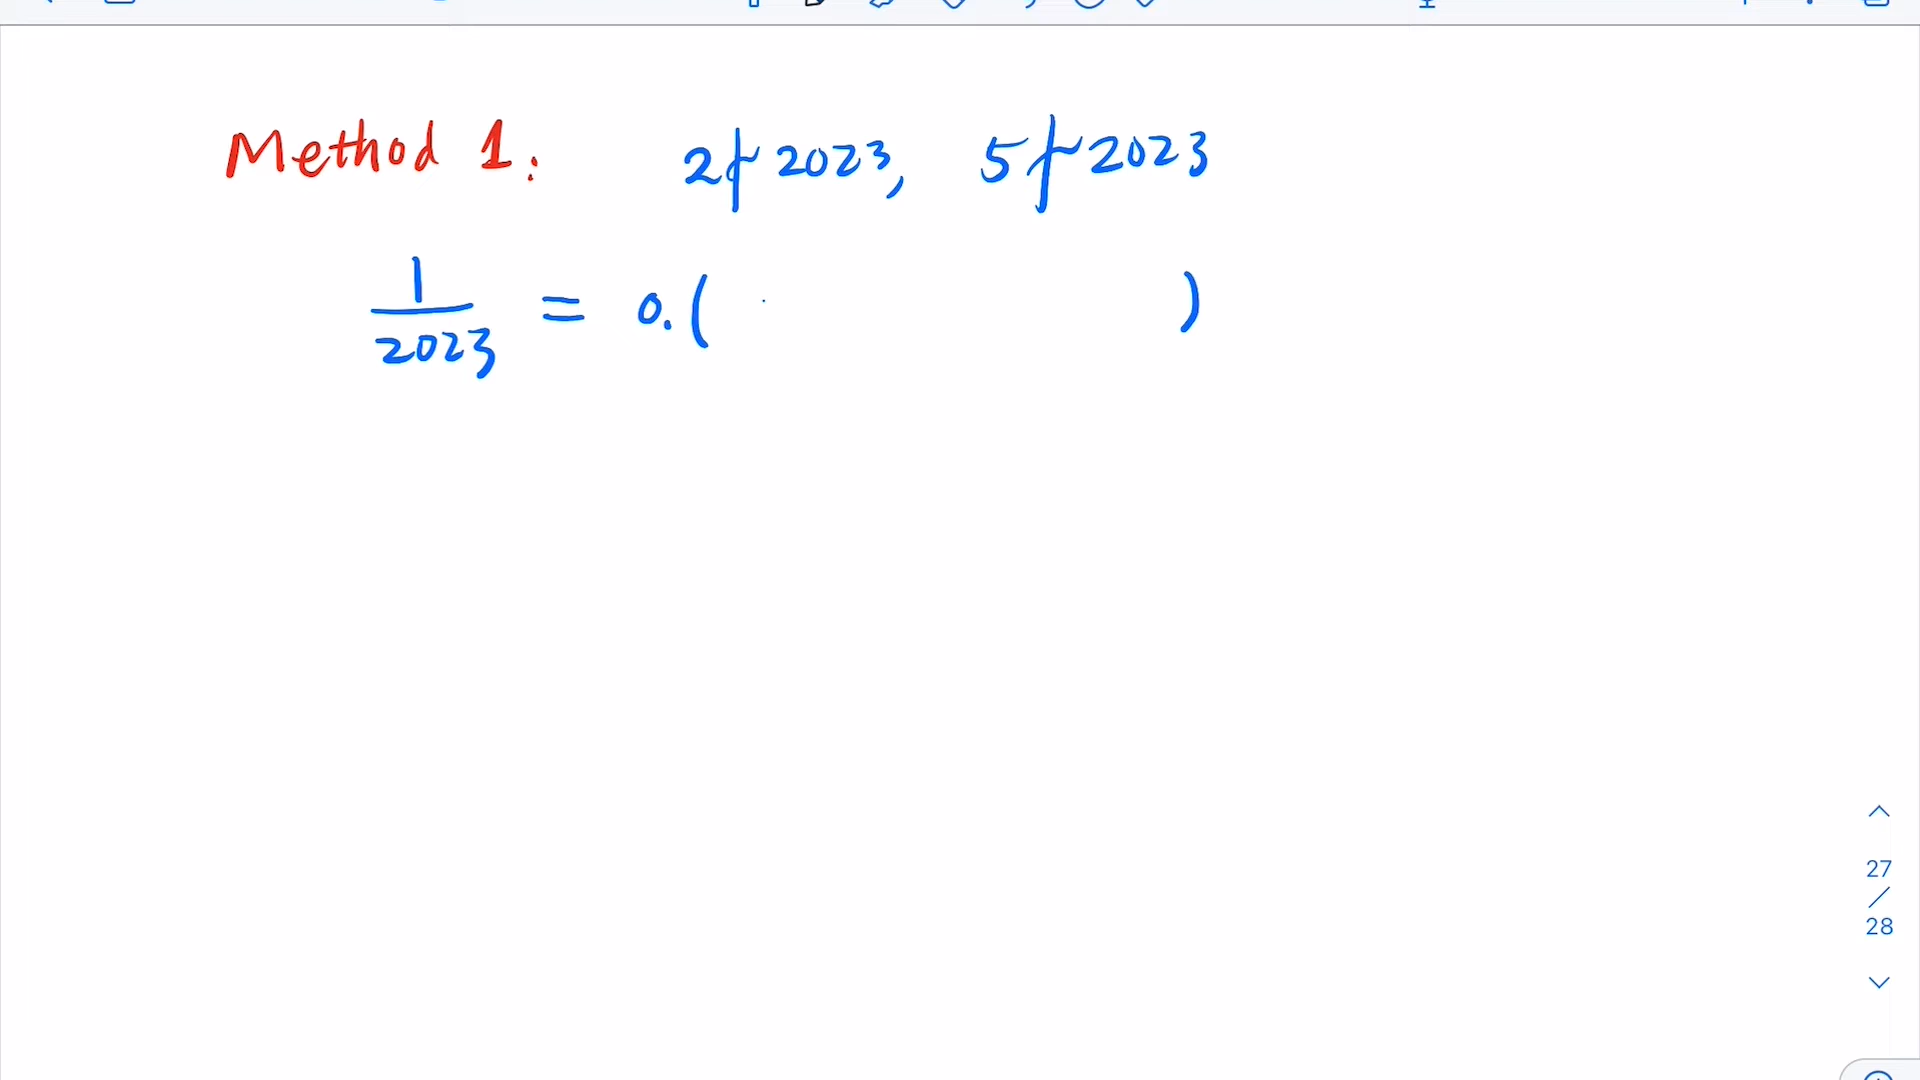 Method 1. 2∤2023, 5∤2023
1/2023 = 0.( )
27
/
28